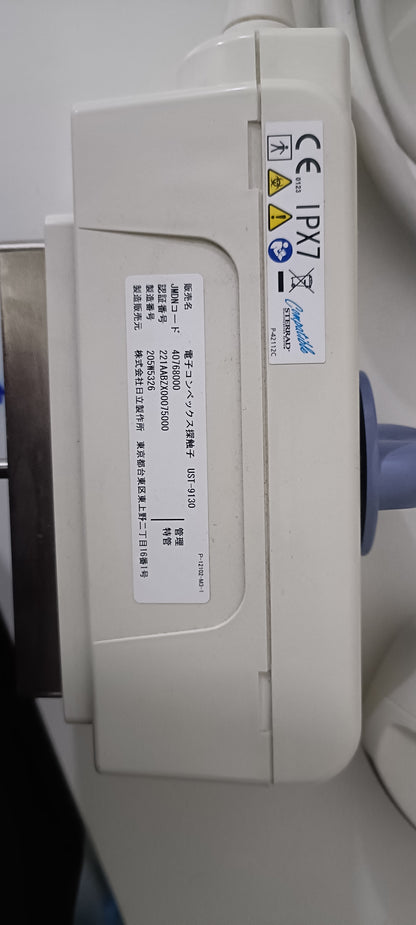 CE
0123
IPX7
Compatible
STERRAD®
P-42112C
販売名 電子コンベックス探触子 UST-9130
JMDNコード 40768000
認証番号 221AABZX00075000
製造番号 205W5326
製造販売元 株式会社日立製作所 東京都台東区東上野二丁目16番1号
管理
特管
P-12102-M3-1